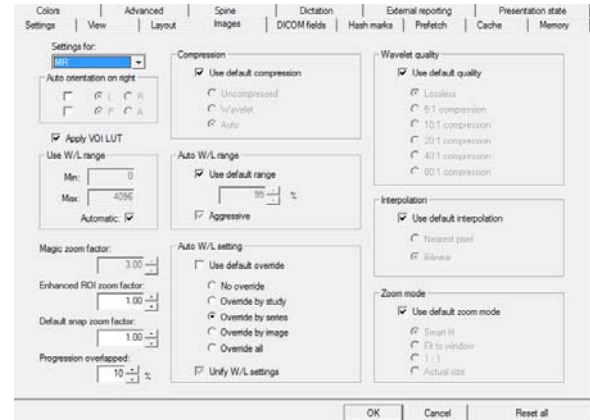 Colors Advanced Spine Dictation External reporting Presentation state
Settings View Layout Images DICOM fields Hash marks Prefetch Cache Memory
Settings for:
MR
Auto orientation on right
L R
P A
Apply VOI LUT
Use W/L range
Min: 0
Max: 4096
Automatic:
Magic zoom factor:
3.00
Enhanced ROI zoom factor:
1.00
Default snap zoom factor:
1.00
Progression overlapped:
10 %
Compression
Use default compression
Uncompressed
Wavelet
Auto
Auto W/L range
Use default range
95 %
Aggressive
Auto W/L setting
Use default override
No override
Override by study
Override by series
Override by image
Override all
Unify W/L settings
Wavelet quality
Use default quality
Lossless
5:1 compression
10:1 compression
20:1 compression
40:1 compression
60:1 compression
Interpolation
Use default interpolation
Nearest pixel
Bilinear
Zoom mode
Use default zoom mode
Smart fit
Fit to window
1 : 1
Actual size
OK Cancel Reset all